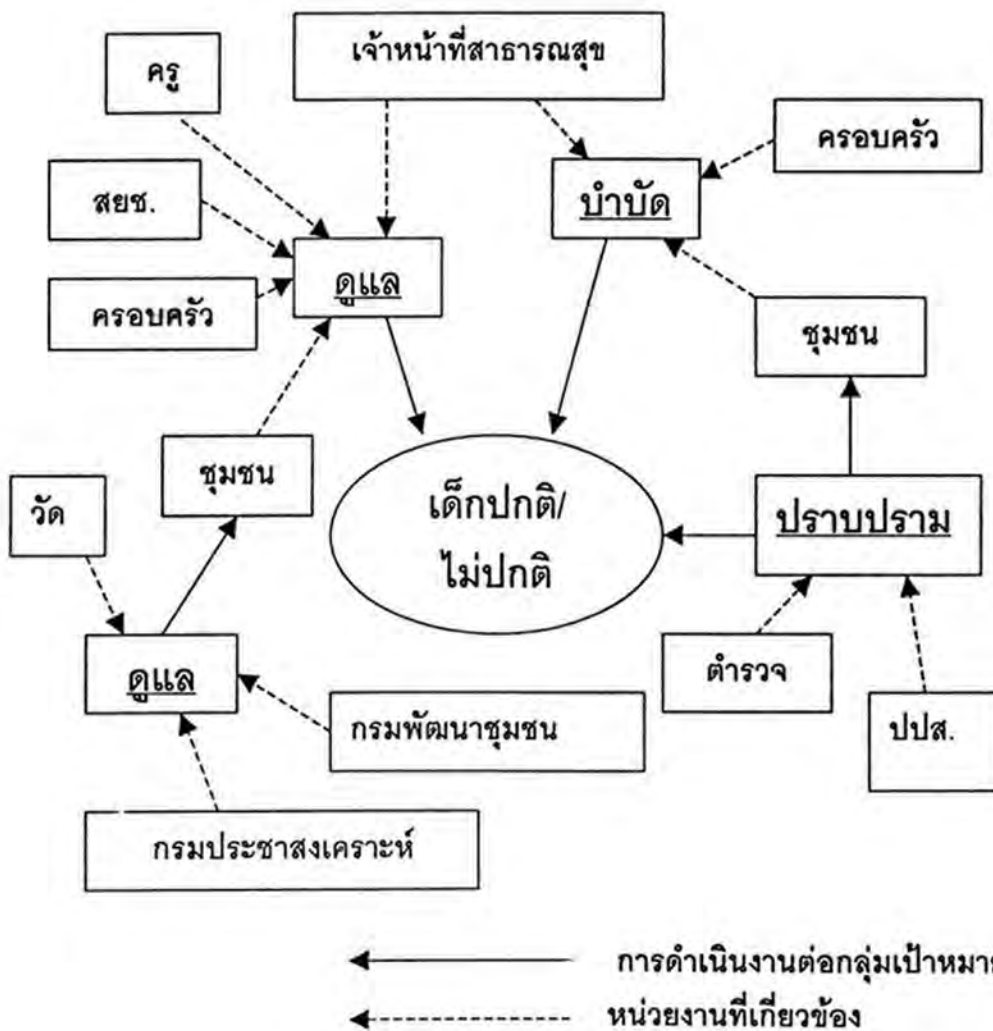 เจ้าหน้าที่สาธารณสุข
ครู
ครอบครัว
สยช.
บำบัด
ดูแล
ครอบครัว
ชุมชน
ชุมชน
วัด
เด็กปกติ/
ไม่ปกติ
ปราบปราม
ดูแล
ตำรวจ
กรมพัฒนาชุมชน
ปปส.
กรมประชาสงเคราะห์
การดำเนินงานต่อกลุ่มเป้าหมาย
หน่วยงานที่เกี่ยวข้อง